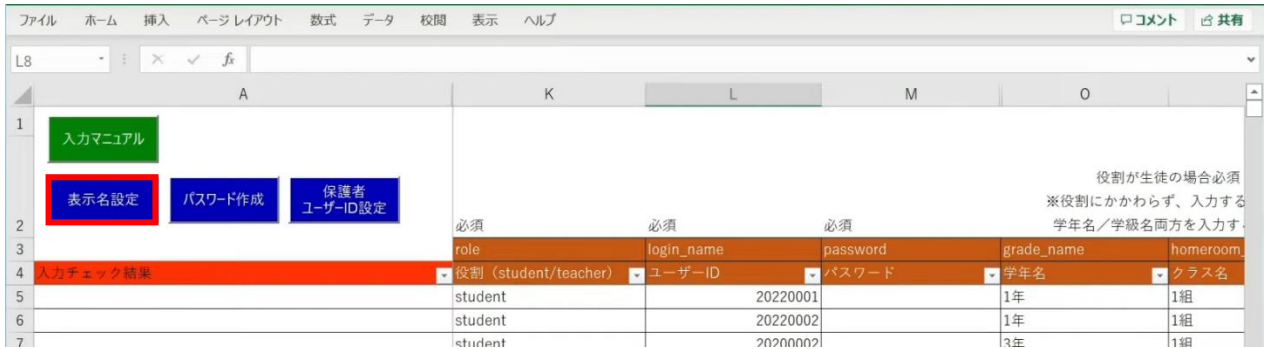 ファイル ホーム 挿入 ページ レイアウト 数式 データ 校閲 表示 ヘルプ コメント 共有
L8 fx
A K L M O
1
入力マニュアル
役割が生徒の場合必須
表示名設定 パスワード作成 保護者
ユーザーID設定
※役割にかかわらず、入力する
2 必須 必須 必須 学年名／学級名両方を入力す
3 role login_name password grade_name homeroom_
4 入力チェック結果 役割（student/teacher） ユーザーID パスワード 学年名 クラス名
5 student 20220001 1年 1組
6 student 20220002 1年 1組
7 student 20200002 3年 1組